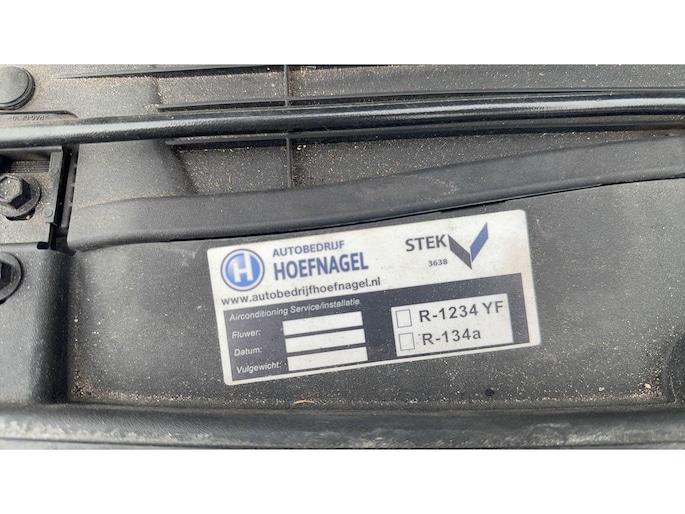 H
AUTOBEDRIJF
HOEFNAGEL
STEK
3638
www.autobedrijfhoefnagel.nl
Airconditioning Service/installatie
Fluwer:
Datum:
Vulgewicht:
R-1234 YF
R-134a